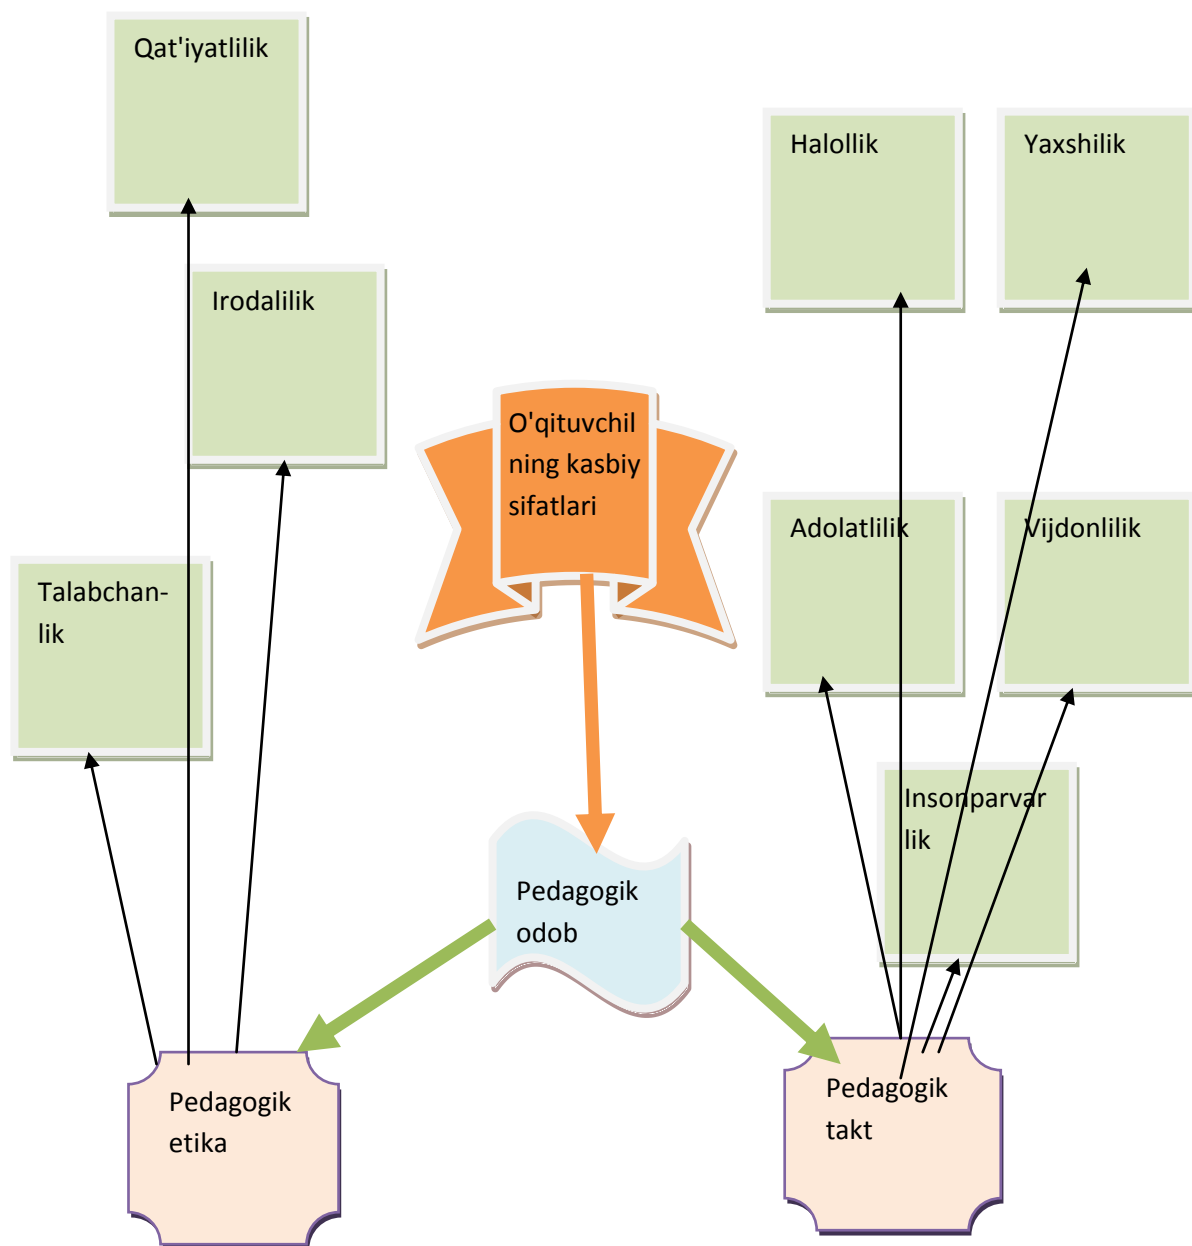 Qat'iyatlilik
Halollik
Yaxshilik
Irodalilik
O'qituvchil
ning kasbiy
sifatlari
Adolatlilik
Vijdonlilik
Talabchan-
lik
Insonparvar
lik
Pedagogik
odob
Pedagogik
etika
Pedagogik
takt